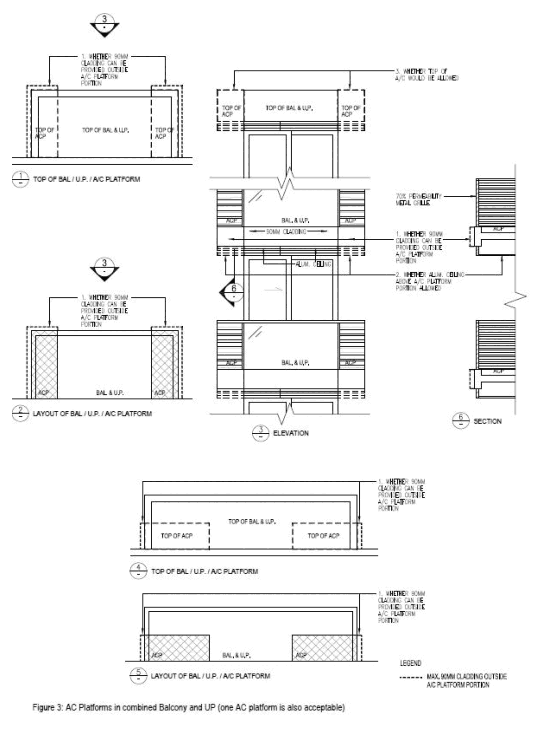 3
1. WHETHER 90MM
CLADDING CAN BE
PROVIDED OUTSIDE
A/C PLATFORM
PORTION
TOP OF
ACP
TOP OF BAL & U.P.
TOP OF
ACP
1
TOP OF BAL / U.P. / A/C PLATFORM
3. WHETHER TOP OF
A/C WOULD BE ALLOWED
TOP OF
ACP
TOP OF BAL & U.P.
TOP OF
ACP
ACP
BAL. & U.P.
ACP
90MM CLADDING
ALUM. CEILING
6
ACP
BAL. & U.P.
ACP
3
ELEVATION
70% PERMEABILITY
METAL GRILLE
ACP
1. WHETHER 90MM
CLADDING CAN BE
PROVIDED OUTSIDE
A/C PLATFORM
PORTION
2. WHETHER ALUM. CEILING
ABOVE A/C PLATFORM
PORTION ALLOWED
ACP
6
SECTION
3
1. WHETHER 90MM
CLADDING CAN BE
PROVIDED OUTSIDE
A/C PLATFORM
PORTION
ACP
BAL. & U.P.
ACP
2
LAYOUT OF BAL / U.P. / A/C PLATFORM
1. WHETHER 90MM
CLADDING CAN BE
PROVIDED OUTSIDE
A/C PLATFORM
PORTION
TOP OF BAL & U.P.
TOP OF ACP
TOP OF ACP
4
TOP OF BAL / U.P. / A/C PLATFORM
1. WHETHER 90MM
CLADDING CAN BE
PROVIDED OUTSIDE
A/C PLATFORM
PORTION
ACP
BAL. & U.P.
ACP
5
LAYOUT OF BAL / U.P. / A/C PLATFORM
LEGEND
MAX. 90MM CLADDING OUTSIDE
A/C PLATFORM PORTION
Figure 3: AC Platforms in combined Balcony and UP (one AC platform is also acceptable)